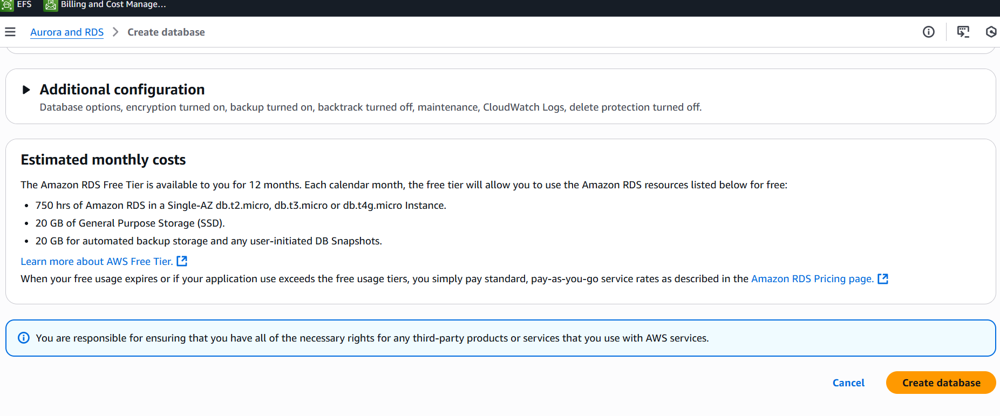 EFS
Billing and Cost Manage...
Aurora and RDS > Create database
Additional configuration
Database options, encryption turned on, backup turned on, backtrack turned off, maintenance, CloudWatch Logs, delete protection turned off.
Estimated monthly costs
The Amazon RDS Free Tier is available to you for 12 months. Each calendar month, the free tier will allow you to use the Amazon RDS resources listed below for free:
• 750 hrs of Amazon RDS in a Single-AZ db.t2.micro, db.t3.micro or db.t4g.micro Instance.
• 20 GB of General Purpose Storage (SSD).
• 20 GB for automated backup storage and any user-initiated DB Snapshots.
Learn more about AWS Free Tier.
When your free usage expires or if your application use exceeds the free usage tiers, you simply pay standard, pay-as-you-go service rates as described in the Amazon RDS Pricing page.
You are responsible for ensuring that you have all of the necessary rights for any third-party products or services that you use with AWS services.
Cancel
Create database